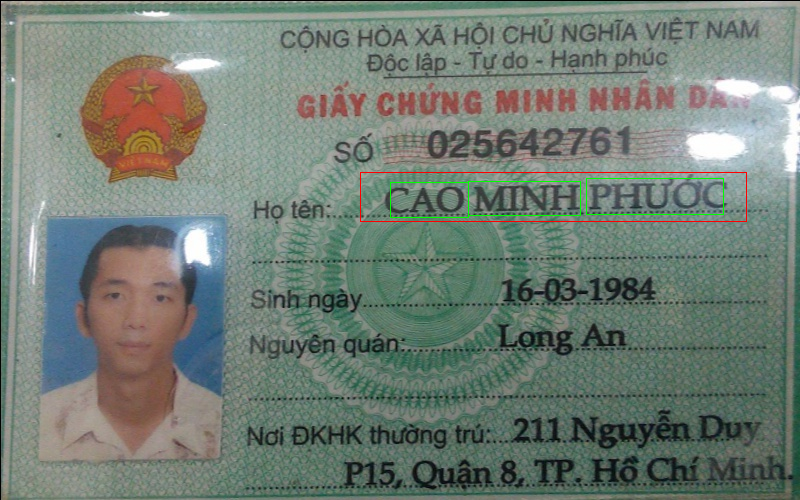 CỘNG HÒA XÃ HỘI CHỦ NGHĨA VIỆT NAM
Độc lập - Tự do - Hạnh phúc
GIẤY CHỨNG MINH NHÂN DÂN
SỐ 025642761
Họ tên: CAO MINH PHƯỚC
Sinh ngày 16-03-1984
Nguyên quán: Long An
Nơi ĐKHK thường trú: 211 Nguyễn Duy
P15, Quận 8, TP. Hồ Chí Minh.
VIETNAM